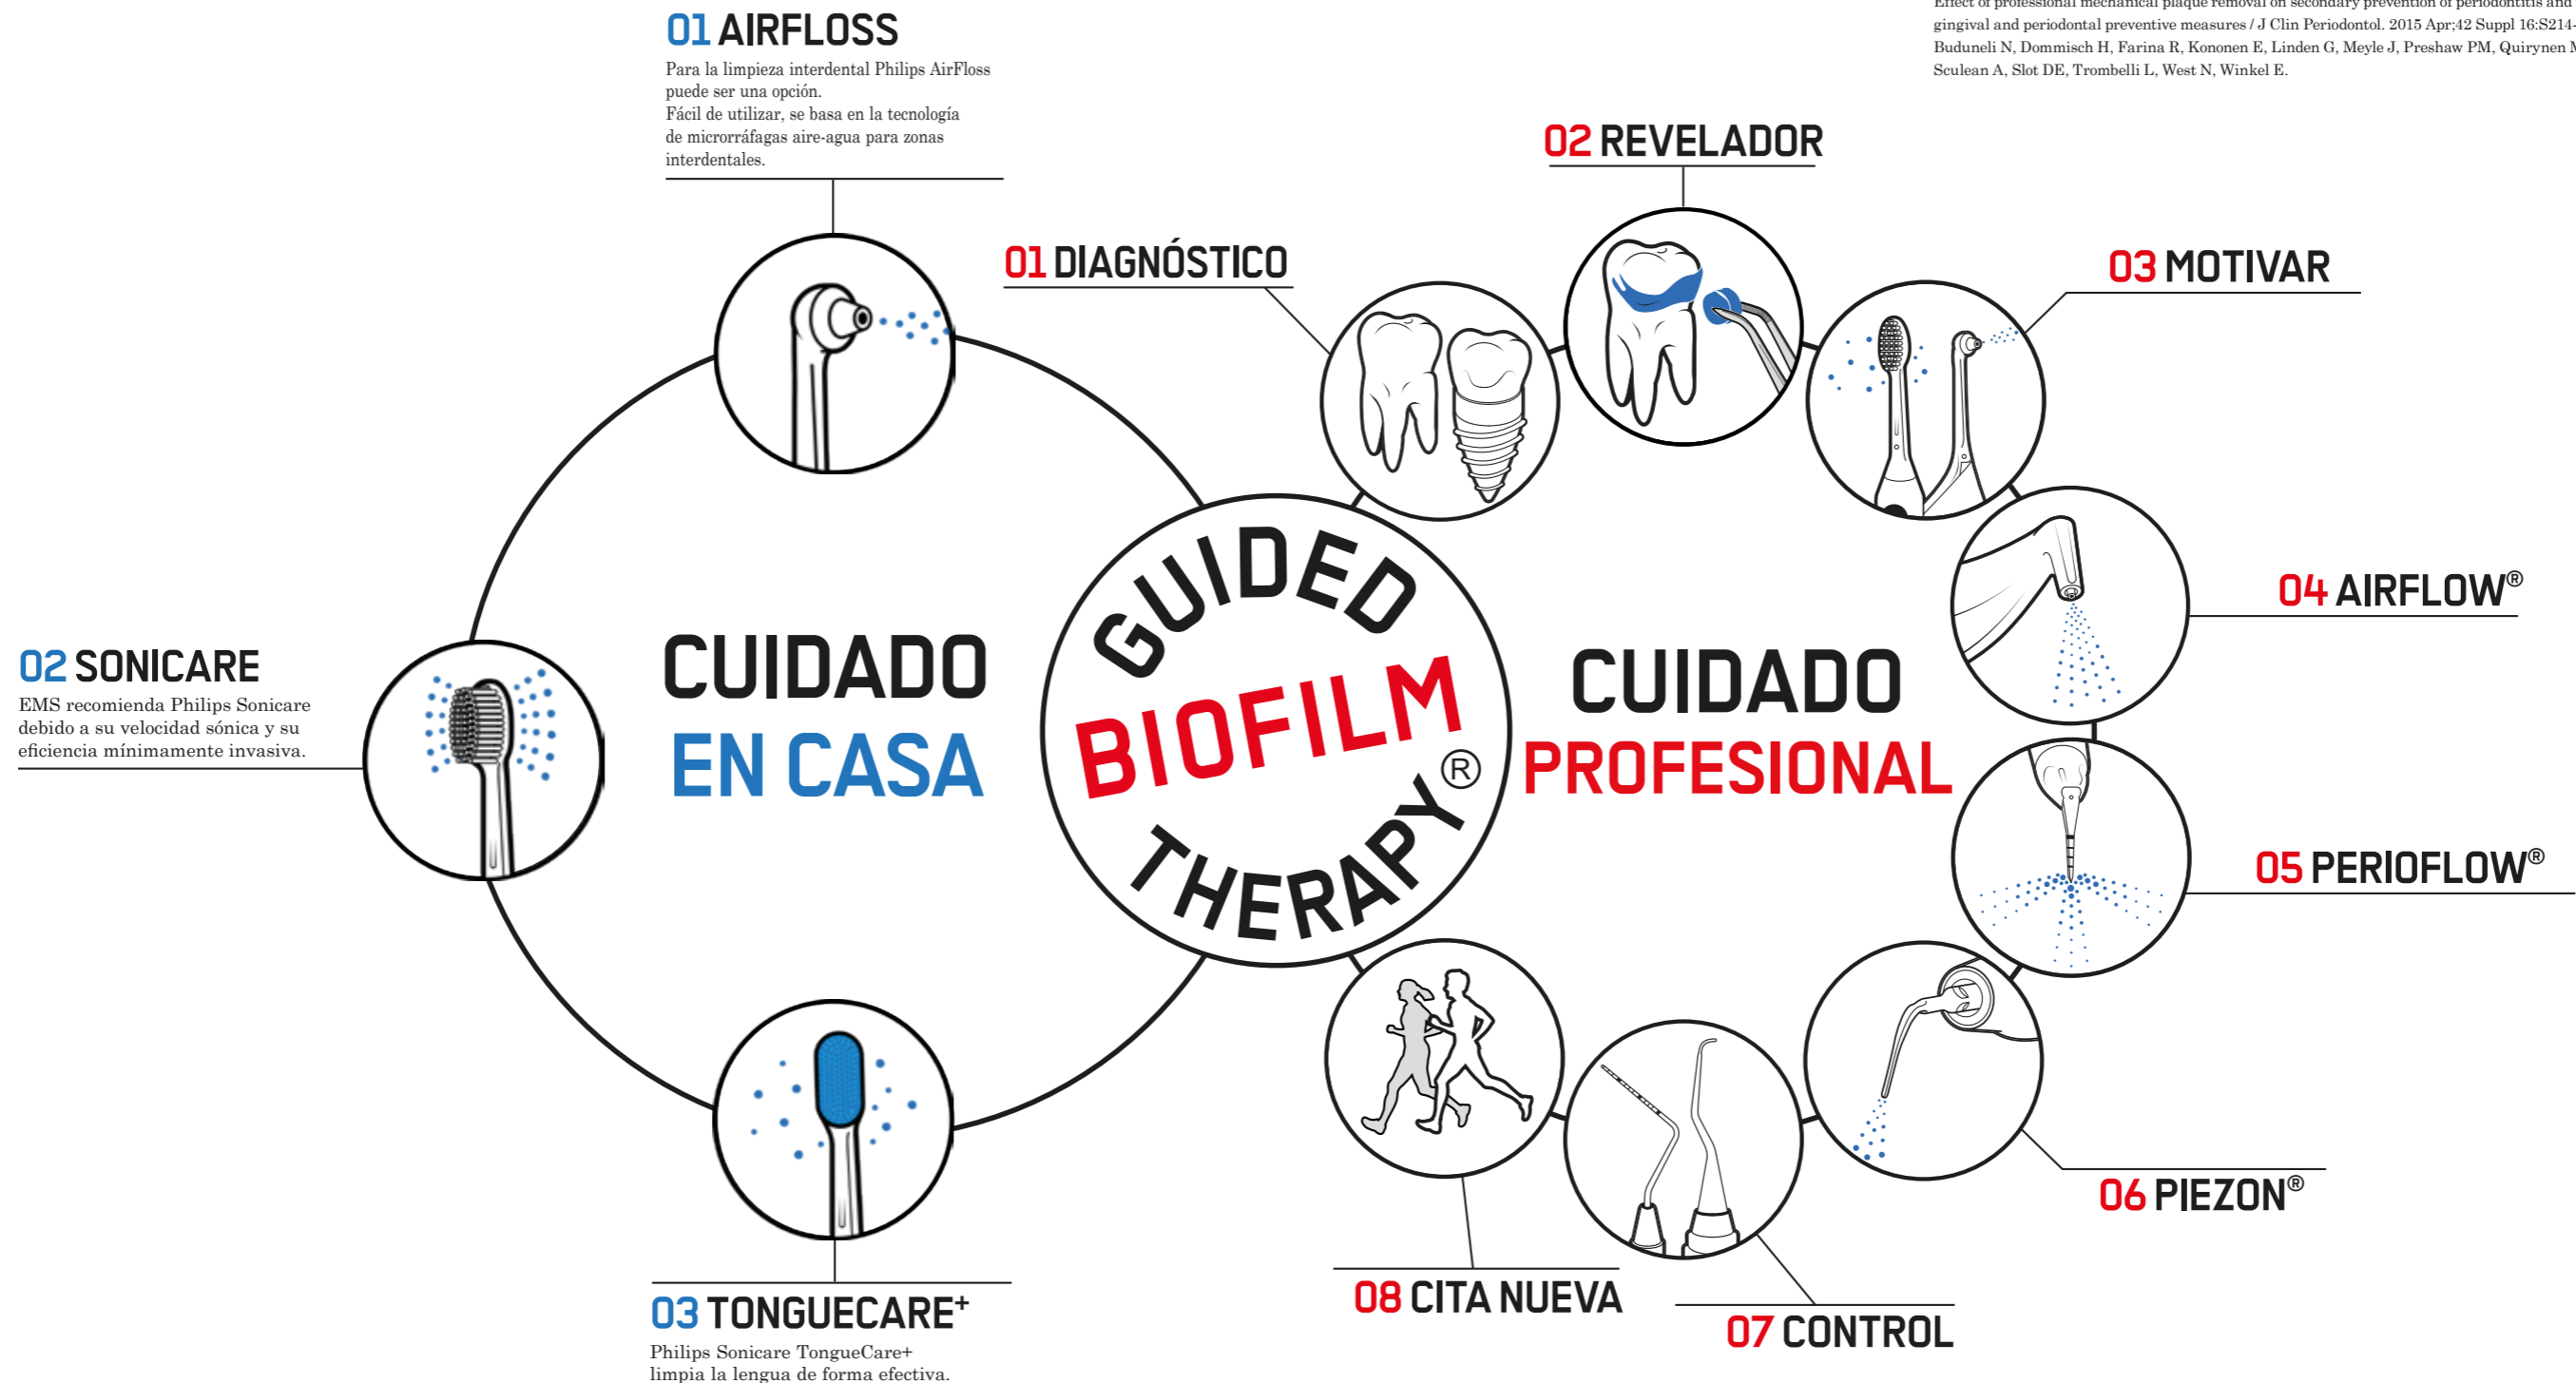 Effect of professional mechanical plaque removal on secondary prevention of periodontitis and
gingival and periodontal preventive measures / J Clin Periodontol. 2015 Apr;42 Suppl 16:S214-
Buduneli N, Dommisch H, Farina R, Kononen E, Linden G, Meyle J, Preshaw PM, Quirynen
Sculean A, Slot DE, Trombelli L, West N, Winkel E.
01 AIRFLOSS
Para la limpieza interdental Philips AirFloss
puede ser una opción.
Fácil de utilizar, se basa en la tecnología
de microrráfagas aire-agua para zonas
interdentales.
02 SONICARE
EMS recomienda Philips Sonicare
debido a su velocidad sónica y su
eficiencia mínimamente invasiva.
03 TONGUECARE+
Philips Sonicare TongueCare+
limpia la lengua de forma efectiva.
CUIDADO
EN CASA
GUIDED
BIOFILM
THERAPY®
CUIDADO
PROFESIONAL
01 DIAGNÓSTICO
02 REVELADOR
03 MOTIVAR
04 AIRFLOW®
05 PERIOFLOW®
06 PIEZON®
07 CONTROL
08 CITA NUEVA